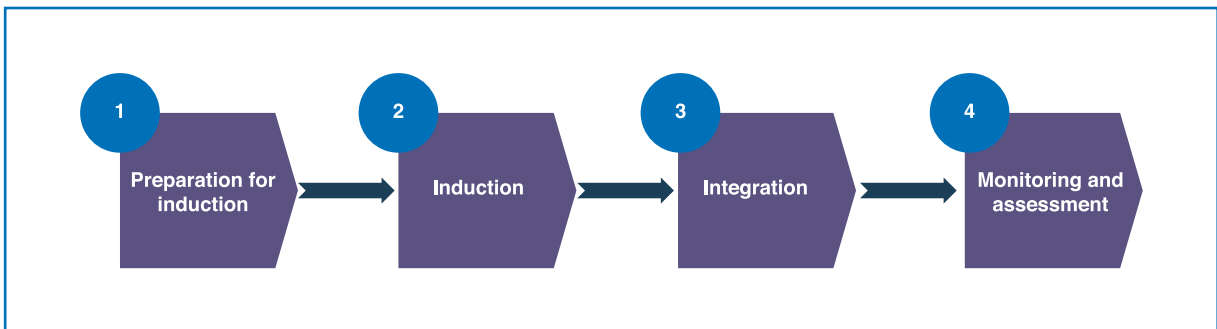 1
Preparation for
induction
2
Induction
3
Integration
4
Monitoring and
assessment